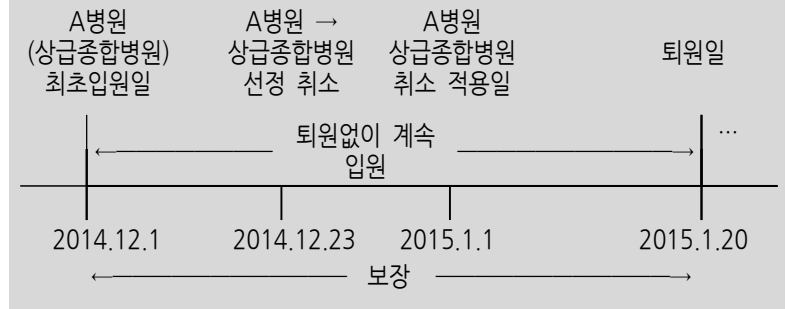 A병원
(상급종합병원)
최초입원일
A병원 →
상급종합병원
선정 취소
A병원
상급종합병원
취소 적용일
퇴원일
퇴원없이 계속
입원
…
2014.12.1
2014.12.23
2015.1.1
2015.1.20
보장